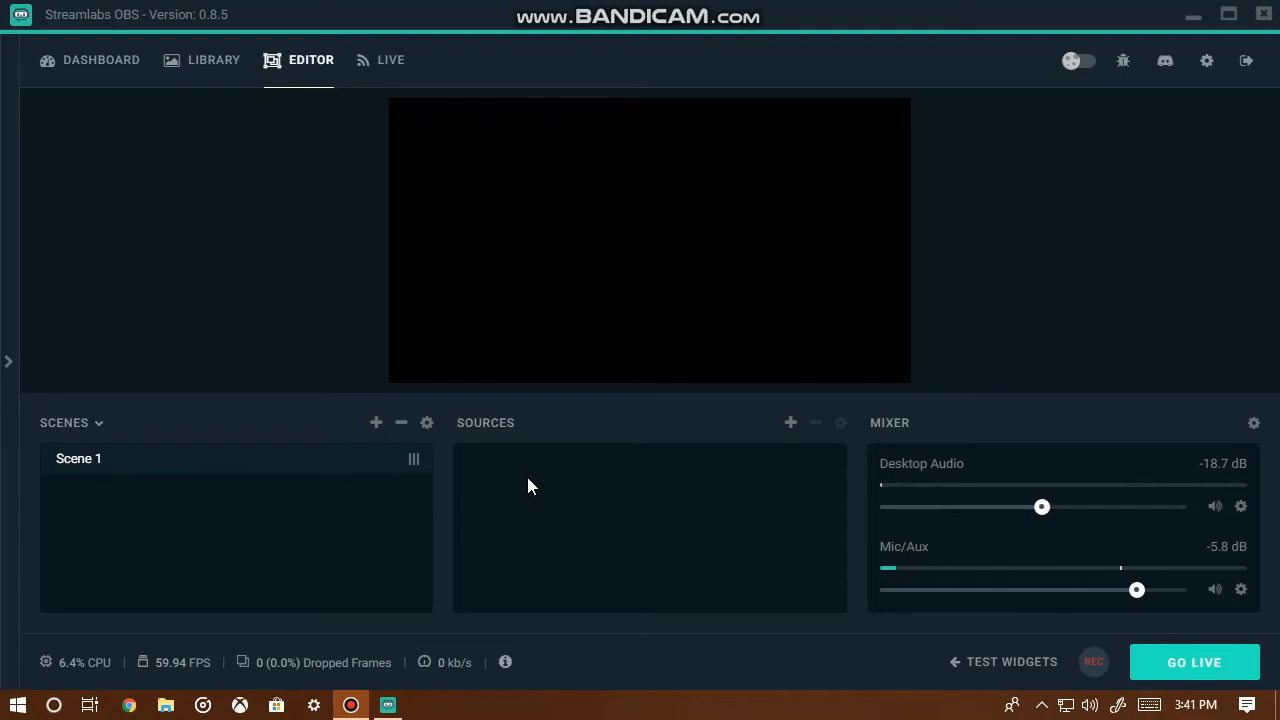 Streamlabs OBS - Version: 0.8.5
www.BANDICAM.com
DASHBOARD
LIBRARY
EDITOR
LIVE
SCENES
SOURCES
MIXER
Scene 1
Desktop Audio
-18.7 dB
Mic/Aux
-5.8 dB
6.4% CPU
59.94 FPS
0 (0.0%) Dropped Frames
0 kb/s
TEST WIDGETS
REC
GO LIVE
3:41 PM